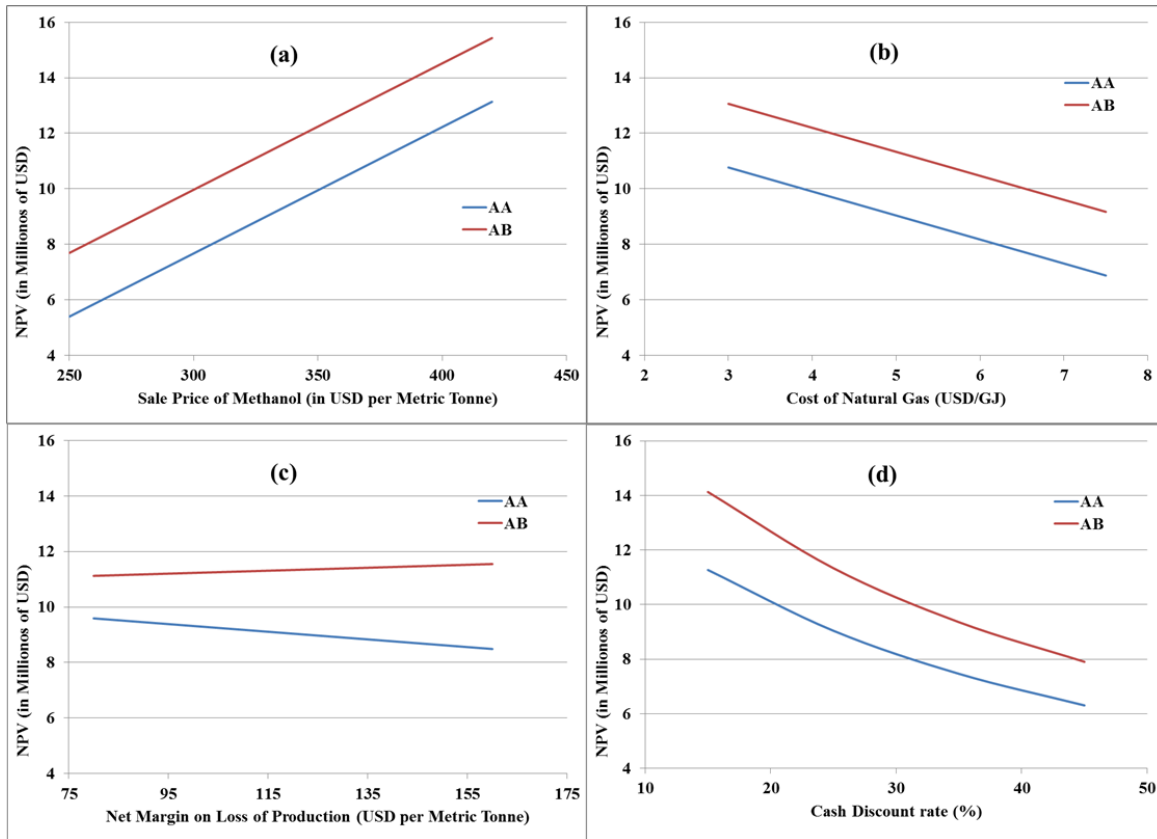 (a)
NPV (in Millionos of USD)
16
14
12
10
8
6
4
250
300
350
400
450
AA
AB
Sale Price of Methanol (in USD per Metric Tonne)
(b)
NPV (in Millionos of USD)
16
14
12
10
8
6
4
2
3
4
5
6
7
8
AA
AB
Cost of Natural Gas (USD/GJ)
(c)
NPV (in Millionos of USD)
16
14
12
10
8
6
4
75
95
115
135
155
175
AA
AB
Net Margin on Loss of Production (USD per Metric Tonne)
(d)
NPV (in Millionos of USD)
16
14
12
10
8
6
4
10
20
30
40
50
AA
AB
Cash Discount rate (%)